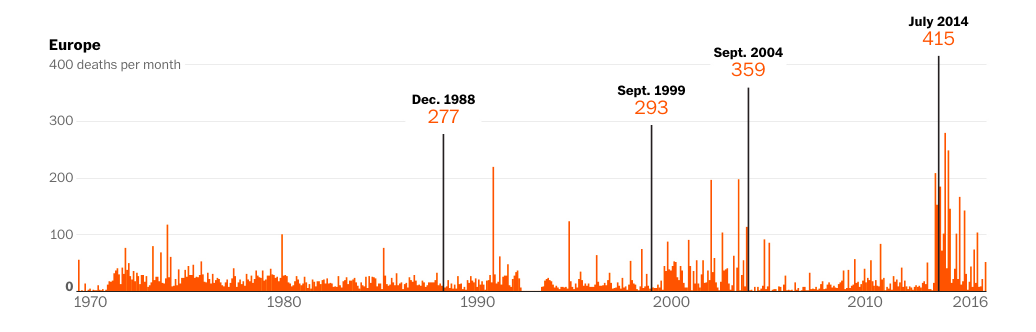 July 2014
415
Europe
400 deaths per month
Sept. 2004
359
Sept. 1999
293
Dec. 1988
277
300
200
100
0
1970 1980 1990 2000 2010 2016